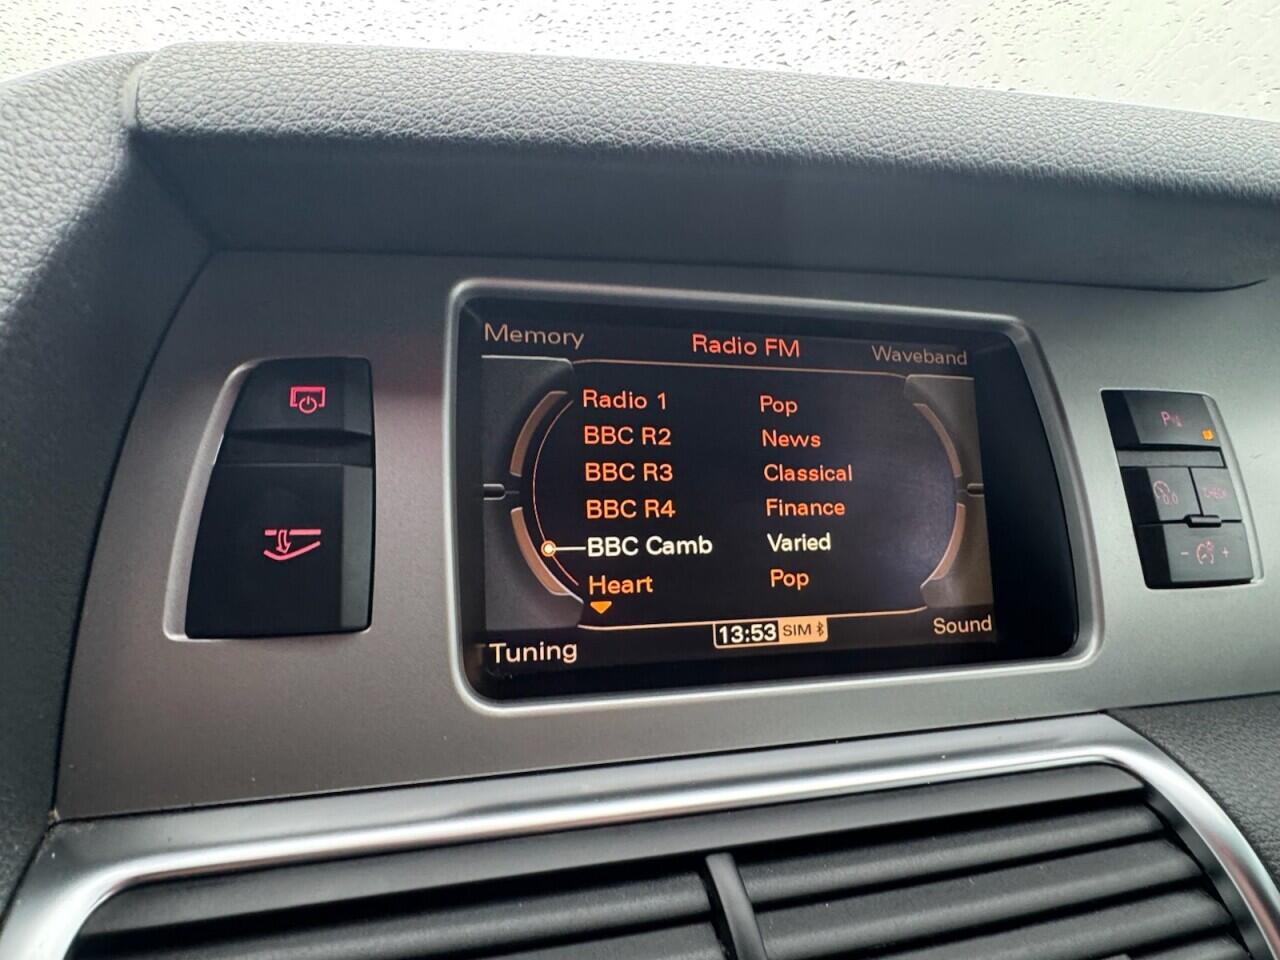 Memory Radio FM Waveband
Radio 1 Pop
BBC R2 News
BBC R3 Classical
BBC R4 Finance
BBC Camb Varied
Heart Pop
Tuning 13:53 SIM Sound
P
CHECK
- +